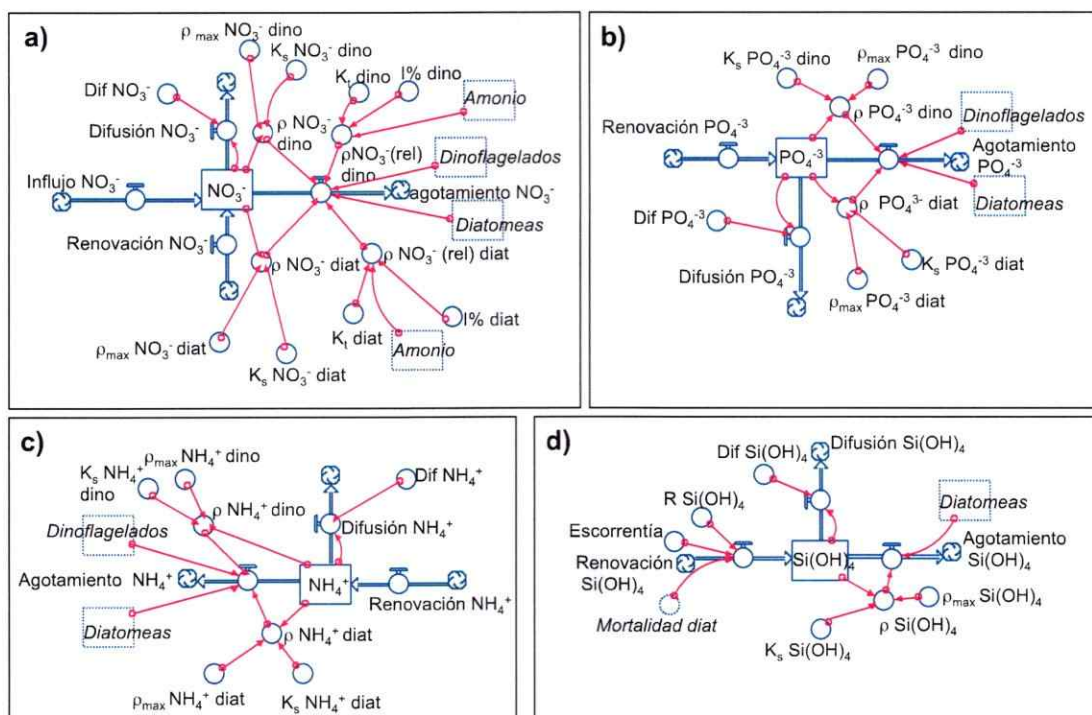 a)
ρ max NO3- dino
Ks NO3- dino
Dif NO3-
Kt dino
I% dino
Amonio
Difusión NO3-
ρ NO3-
dino
ρNO3-(rel)
dino
Dinoflagelados
Influjo NO3-
NO3-
agotamiento NO3-
Diatomeas
Renovación NO3-
ρ NO3- diat
ρ NO3- (rel) diat
I% diat
Kt diat
Amonio
ρmax NO3- diat
Ks NO3- diat
b)
Ks PO4-3 dino
ρmax PO4-3 dino
ρ PO4-3 dino
Dinoflagelados
Renovación PO4-3
PO4-3
Agotamiento
PO4-3
Diatomeas
ρ PO43- diat
Dif PO4-3
Ks PO4-3 diat
Difusión PO4-3
ρmax PO4-3 diat
c)
ρmax NH4+ dino
Ks NH4+
dino
Dif NH4+
ρ NH4+ dino
Dinoflagelados
Difusión NH4+
Agotamiento NH4+
NH4+
Renovación NH4+
Diatomeas
ρ NH4+ diat
ρmax NH4+ diat
Ks NH4+ diat
d)
Difusión Si(OH)4
Dif Si(OH)4
R Si(OH)4
Diatomeas
Escorrentía
Renovación
Si(OH)4
Si(OH)4
Agotamiento
Si(OH)4
Mortalidad diat
ρmax Si(OH)4
ρ Si(OH)4
Ks Si(OH)4